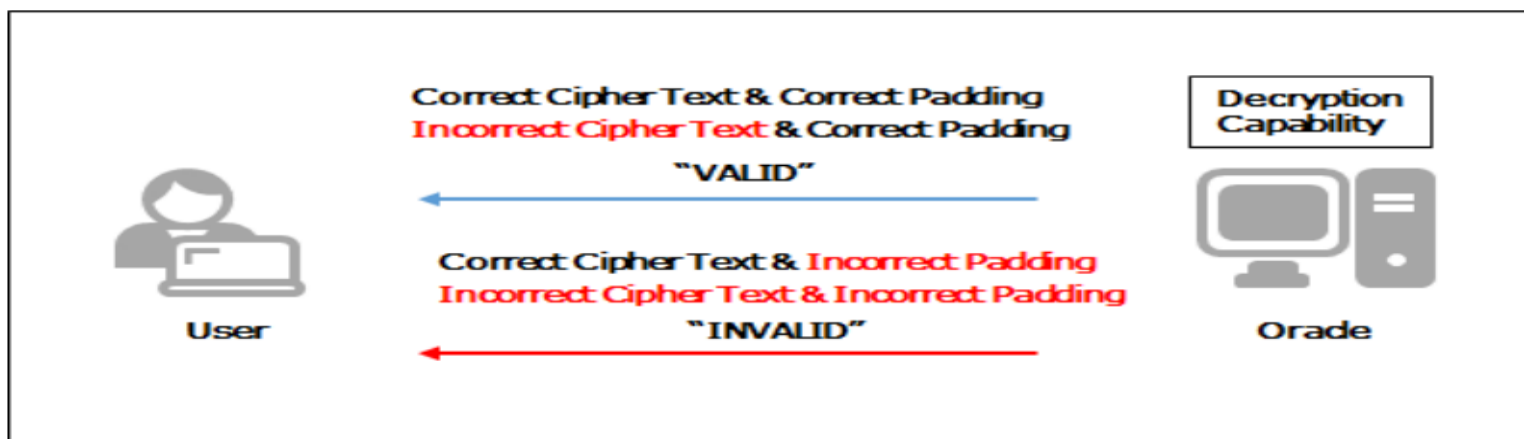 Correct Cipher Text & Correct Padding
Incorrect Cipher Text & Correct Padding
"VALID"
Decryption
Capability
Correct Cipher Text & Incorrect Padding
Incorrect Cipher Text & Incorrect Padding
"INVALID"
User
Orade